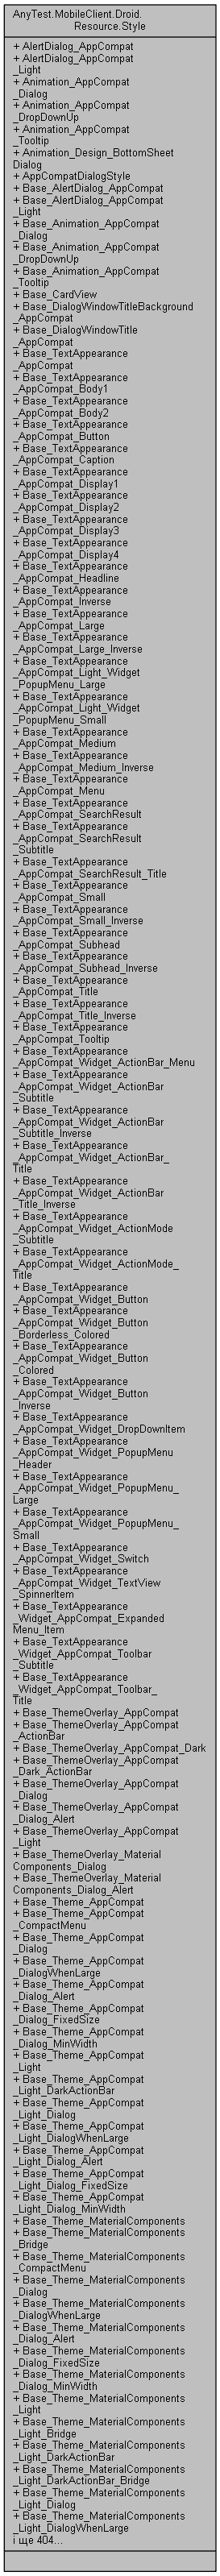 AnyTest.MobileClient.Droid.
Resource.Style
+ AlertDialog_AppCompat
+ AlertDialog_AppCompat
_Light
+ Animation_AppCompat
_Dialog
+ Animation_AppCompat
_DropDownUp
+ Animation_AppCompat
_Tooltip
+ Animation_Design_BottomSheet
Dialog
+ AppCompatDialogStyle
+ Base_AlertDialog_AppCompat
+ Base_AlertDialog_AppCompat
_Light
+ Base_Animation_AppCompat
_Dialog
+ Base_Animation_AppCompat
_DropDownUp
+ Base_Animation_AppCompat
_Tooltip
+ Base_CardView
+ Base_DialogWindowTitleBackground
_AppCompat
+ Base_DialogWindowTitle
_AppCompat
+ Base_TextAppearance
_AppCompat
+ Base_TextAppearance
_AppCompat_Body1
+ Base_TextAppearance
_AppCompat_Body2
+ Base_TextAppearance
_AppCompat_Button
+ Base_TextAppearance
_AppCompat_Caption
+ Base_TextAppearance
_AppCompat_Display1
+ Base_TextAppearance
_AppCompat_Display2
+ Base_TextAppearance
_AppCompat_Display3
+ Base_TextAppearance
_AppCompat_Display4
+ Base_TextAppearance
_AppCompat_Headline
+ Base_TextAppearance
_AppCompat_Inverse
+ Base_TextAppearance
_AppCompat_Large
+ Base_TextAppearance
_AppCompat_Large_Inverse
+ Base_TextAppearance
_AppCompat_Light_Widget
_PopupMenu_Large
+ Base_TextAppearance
_AppCompat_Light_Widget
_PopupMenu_Small
+ Base_TextAppearance
_AppCompat_Medium
+ Base_TextAppearance
_AppCompat_Medium_Inverse
+ Base_TextAppearance
_AppCompat_Menu
+ Base_TextAppearance
_AppCompat_SearchResult
+ Base_TextAppearance
_AppCompat_SearchResult
_Subtitle
+ Base_TextAppearance
_AppCompat_SearchResult_Title
+ Base_TextAppearance
_AppCompat_Small
+ Base_TextAppearance
_AppCompat_Small_Inverse
+ Base_TextAppearance
_AppCompat_Subhead
+ Base_TextAppearance
_AppCompat_Subhead_Inverse
+ Base_TextAppearance
_AppCompat_Title
+ Base_TextAppearance
_AppCompat_Title_Inverse
+ Base_TextAppearance
_AppCompat_Tooltip
+ Base_TextAppearance
_AppCompat_Widget_ActionBar_Menu
+ Base_TextAppearance
_AppCompat_Widget_ActionBar
_Subtitle
+ Base_TextAppearance
_AppCompat_Widget_ActionBar
_Subtitle_Inverse
+ Base_TextAppearance
_AppCompat_Widget_ActionBar_
Title
+ Base_TextAppearance
_AppCompat_Widget_ActionBar
_Title_Inverse
+ Base_TextAppearance
_AppCompat_Widget_ActionMode
_Subtitle
+ Base_TextAppearance
_AppCompat_Widget_ActionMode_
Title
+ Base_TextAppearance
_AppCompat_Widget_Button
+ Base_TextAppearance
_AppCompat_Widget_Button
_Borderless_Colored
+ Base_TextAppearance
_AppCompat_Widget_Button
_Colored
+ Base_TextAppearance
_AppCompat_Widget_Button
_Inverse
+ Base_TextAppearance
_AppCompat_Widget_DropDownItem
+ Base_TextAppearance
_AppCompat_Widget_PopupMenu
_Header
+ Base_TextAppearance
_AppCompat_Widget_PopupMenu_
Large
+ Base_TextAppearance
_AppCompat_Widget_PopupMenu_
Small
+ Base_TextAppearance
_AppCompat_Widget_Switch
+ Base_TextAppearance
_AppCompat_Widget_TextView
_SpinnerItem
+ Base_TextAppearance
_Widget_AppCompat_Expanded
Menu_Item
+ Base_TextAppearance
_Widget_AppCompat_Toolbar
_Subtitle
+ Base_TextAppearance
_Widget_AppCompat_Toolbar_
Title
+ Base_ThemeOverlay_AppCompat
+ Base_ThemeOverlay_AppCompat
_ActionBar
+ Base_ThemeOverlay_AppCompat_Dark
+ Base_ThemeOverlay_AppCompat
_Dark_ActionBar
+ Base_ThemeOverlay_AppCompat
_Dialog
+ Base_ThemeOverlay_AppCompat
_Dialog_Alert
+ Base_ThemeOverlay_AppCompat
_Light
+ Base_ThemeOverlay_Material
Components_Dialog
+ Base_ThemeOverlay_Material
Components_Dialog_Alert
+ Base_Theme_AppCompat
+ Base_Theme_AppCompat
_CompactMenu
+ Base_Theme_AppCompat
_Dialog
+ Base_Theme_AppCompat
_DialogWhenLarge
+ Base_Theme_AppCompat
_Dialog_Alert
+ Base_Theme_AppCompat
_Dialog_FixedSize
+ Base_Theme_AppCompat
_Dialog_MinWidth
+ Base_Theme_AppCompat
_Light
+ Base_Theme_AppCompat
_Light_DarkActionBar
+ Base_Theme_AppCompat
_Light_Dialog
+ Base_Theme_AppCompat
_Light_DialogWhenLarge
+ Base_Theme_AppCompat
_Light_Dialog_Alert
+ Base_Theme_AppCompat
_Light_Dialog_FixedSize
+ Base_Theme_AppCompat
_Light_Dialog_MinWidth
+ Base_Theme_MaterialComponents
+ Base_Theme_MaterialComponents
_Bridge
+ Base_Theme_MaterialComponents
_CompactMenu
+ Base_Theme_MaterialComponents
_Dialog
+ Base_Theme_MaterialComponents
_DialogWhenLarge
+ Base_Theme_MaterialComponents
_Dialog_Alert
+ Base_Theme_MaterialComponents
_Dialog_FixedSize
+ Base_Theme_MaterialComponents
_Dialog_MinWidth
+ Base_Theme_MaterialComponents
_Light
+ Base_Theme_MaterialComponents
_Light_Bridge
+ Base_Theme_MaterialComponents
_Light_DarkActionBar
+ Base_Theme_MaterialComponents
_Light_DarkActionBar_Bridge
+ Base_Theme_MaterialComponents
_Light_Dialog
+ Base_Theme_MaterialComponents
_Light_DialogWhenLarge
і ще 404...